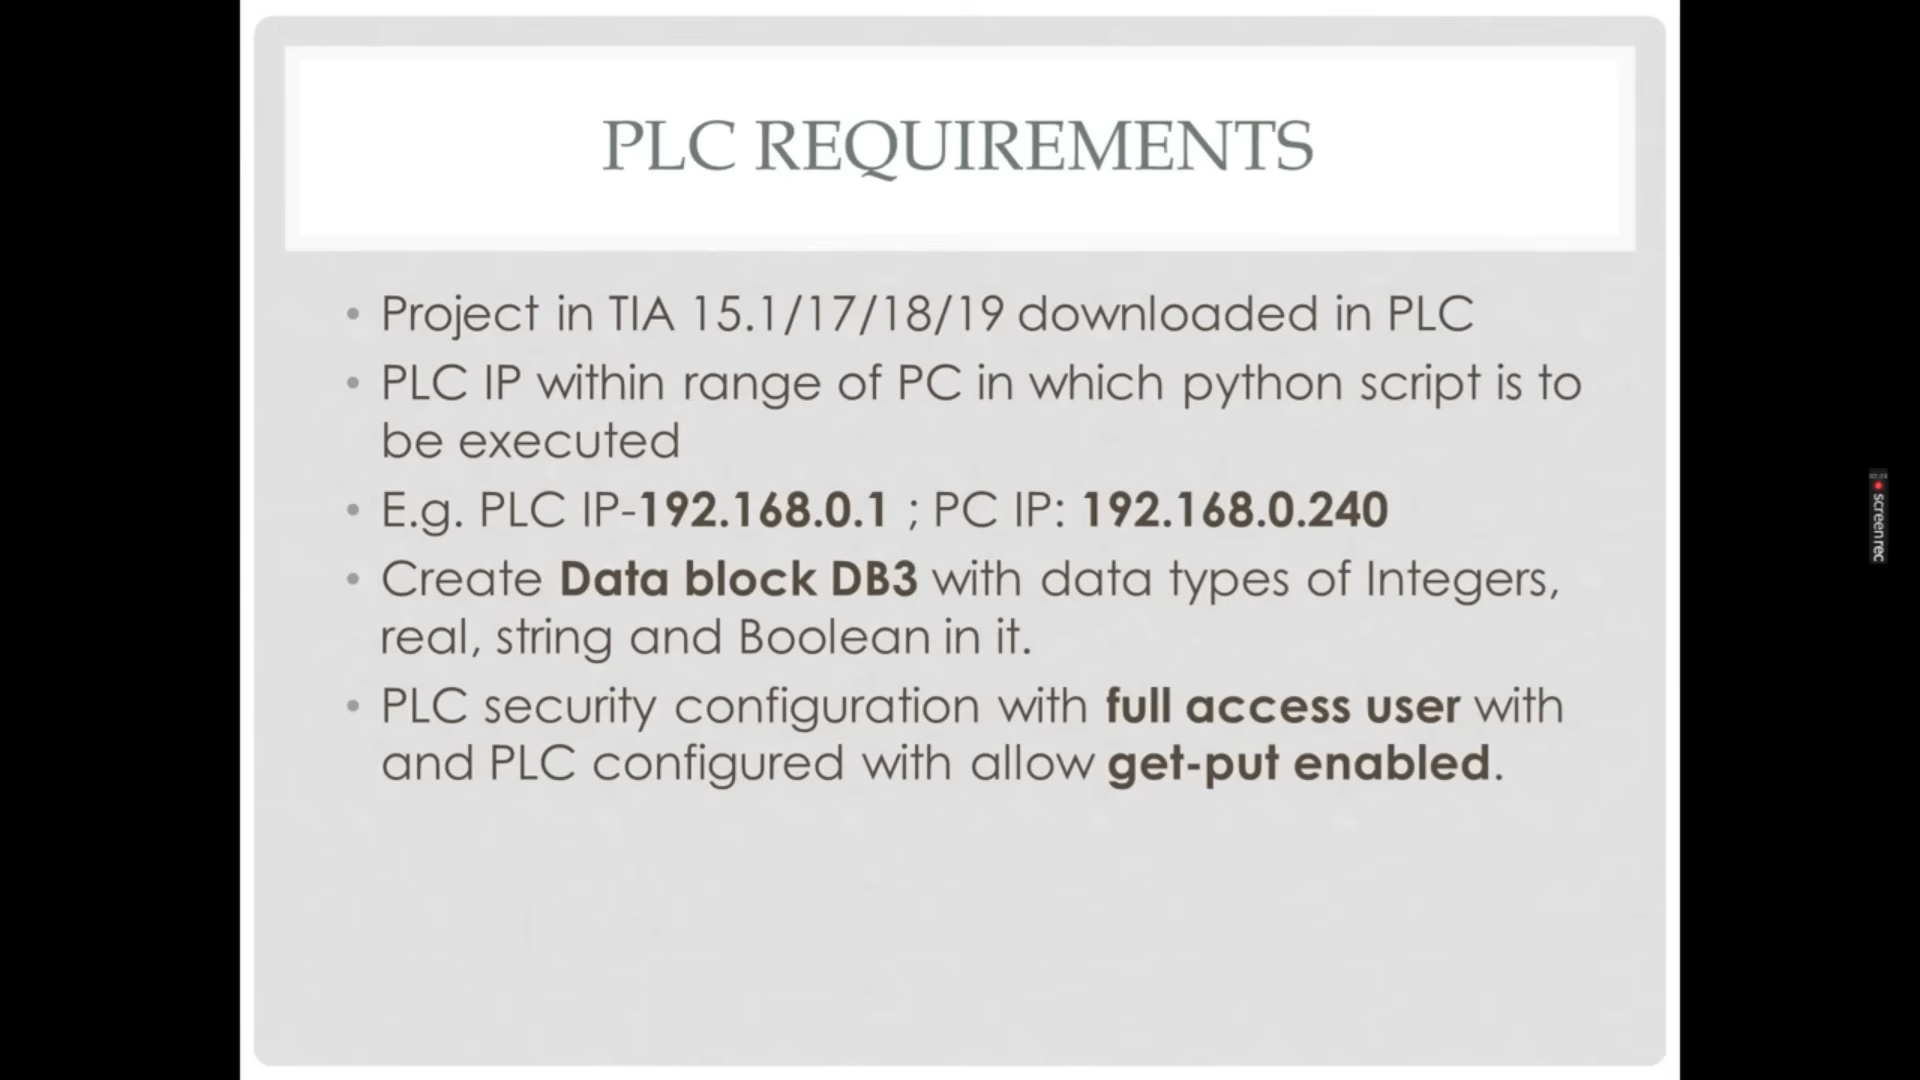 PLC REQUIREMENTS
• Project in TIA 15.1/17/18/19 downloaded in PLC
• PLC IP within range of PC in which python script is to
be executed
• E.g. PLC IP-192.168.0.1 ; PC IP: 192.168.0.240
• Create Data block DB3 with data types of Integers,
real, string and Boolean in it.
• PLC security configuration with full access user with
and PLC configured with allow get-put enabled.
screenrec